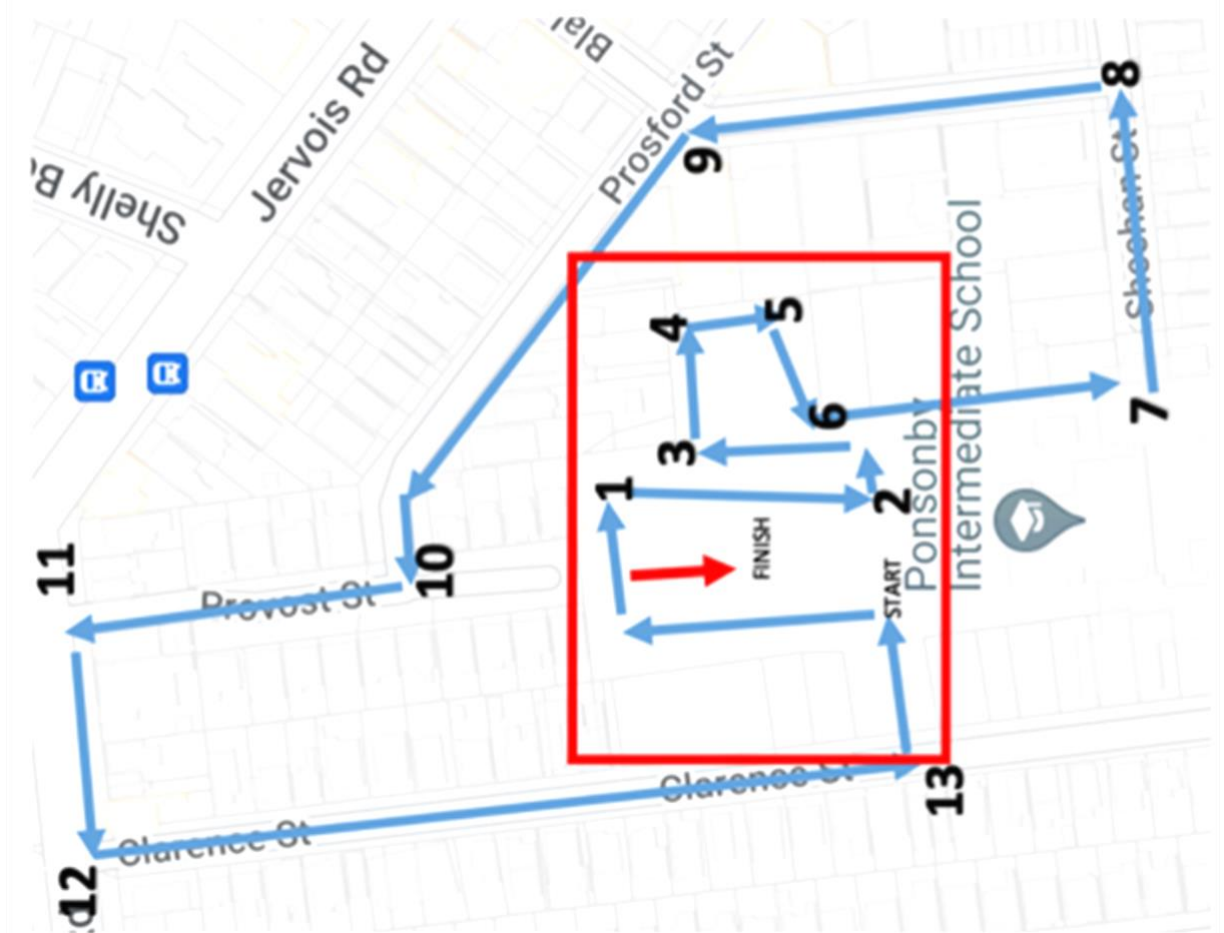 Shelly B
Jervois Rd
Bla
Prosford St
8
9
Sheehan St
4
5
6
7
3
1
2
FINISH
START
Ponsonby
Intermediate School
11
10
Provost St
12
Clarence St
Clarence St
13